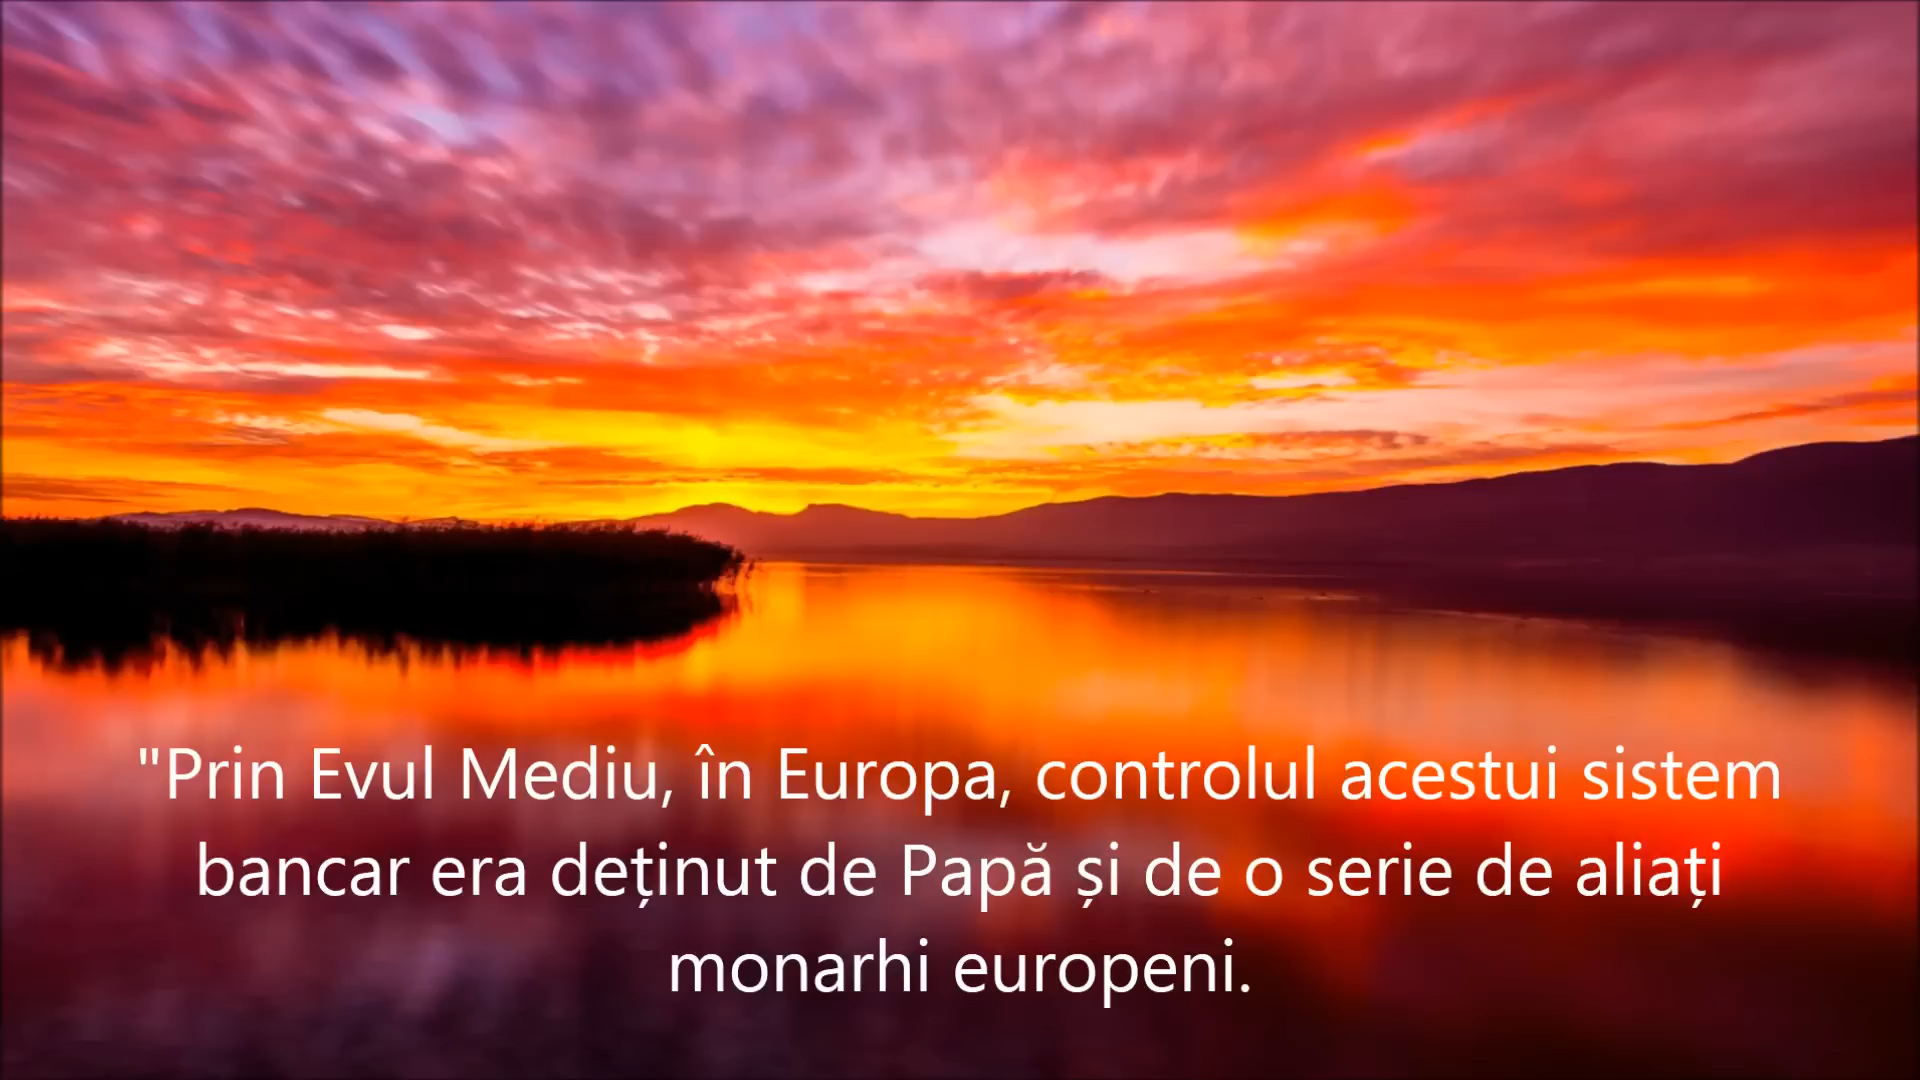 "Prin Evul Mediu, în Europa, controlul acestui sistem
bancar era deținut de Papă și de o serie de aliați
monarhi europeni.